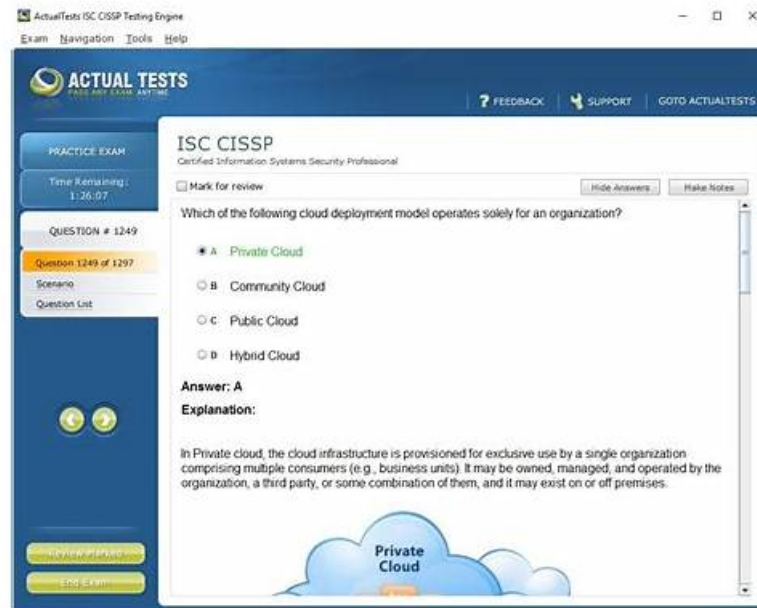 ActualTests ISC CISSP Testing Engine
Exam Navigation Tools Help
ACTUAL TESTS
PASS ANY EXAM ANYTIME
? FEEDBACK
SUPPORT
GOTO ACTUALTESTS
PRACTICE EXAM
Time Remaining:
1:26:07
QUESTION # 1249
Question 1249 of 1297
Scenario
Question List
Review Marked
End Exam
ISC CISSP
Certified Information Systems Security Professional
Mark for review
Hide Answers
Make Notes
Which of the following cloud deployment model operates solely for an organization?
A Private Cloud
B Community Cloud
C Public Cloud
D Hybrid Cloud
Answer: A
Explanation:
In Private cloud, the cloud infrastructure is provisioned for exclusive use by a single organization
comprising multiple consumers (e.g., business units). It may be owned, managed, and operated by the
organization, a third party, or some combination of them, and it may exist on or off premises.
Private
Cloud